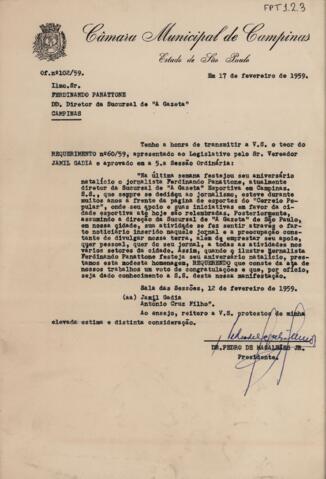 FPT 1.2.3
Câmara Municipal de Campinas
Estado de São Paulo
Of.nº102/59.
Em 17 de fevereiro de 1959.
Ilmo.Sr.
FERDINANDO PANATTONE
DD. Diretor da Sucursal de "A Gazeta"
CAMPINAS
Tenho a honra de transmitir a V.S. o teor do
REQUERIMENTO nº60/59, apresentado ao Legislativo pelo Sr. Vereador
JAMIL GADIA e aprovado em a 5.a Sessão Ordinária:
"Na última semana festejou seu aniversário
natalício o jornalista Ferdinando Panattone, atualmente
diretor da Sucursal de "A Gazeta Esportiva em Campinas.
S.S., que sempre se dedicou ao jornalismo, esteve durante
muitos anos a frente da página de esportes do "Correio Po-
pular", onde seu apoio e suas iniciativas em favor da ci-
dade esportiva até hoje são relembradas. Posteriormente,
assumindo a direção da Sucursal de "A Gazeta" de São Paulo,
em nossa cidade, sua atividade se fez sentir através o far-
to noticiário inserto naquele jornal e a preocupação cons-
tante de divulgar nossa terra, além de emprestar seu apoio,
quer pessoal, quer do seu jornal, a todas as atividades nos
vários setores da cidade. Assim, quando o ilustre jornalista
Ferdinando Panattone festeja seu aniversário natalício, pres-
tamos esta modesta homenagem, REQUERENDO que conste da ata de
nossos trabalhos um voto de congratulações e que, por ofício,
seja dado conhecimento a S.S. desta nossa manifestação.
Sala das Sessões, 12 de fevereiro de 1959.
(aa) Jamil Gadia
Antonio Cruz Filho".
Ao ensejo, reitero a V.S. protestos de minha
elevada estima e distinta consideração.
DR.PEDRO DE MAGALHÃES JR.
Presidente.